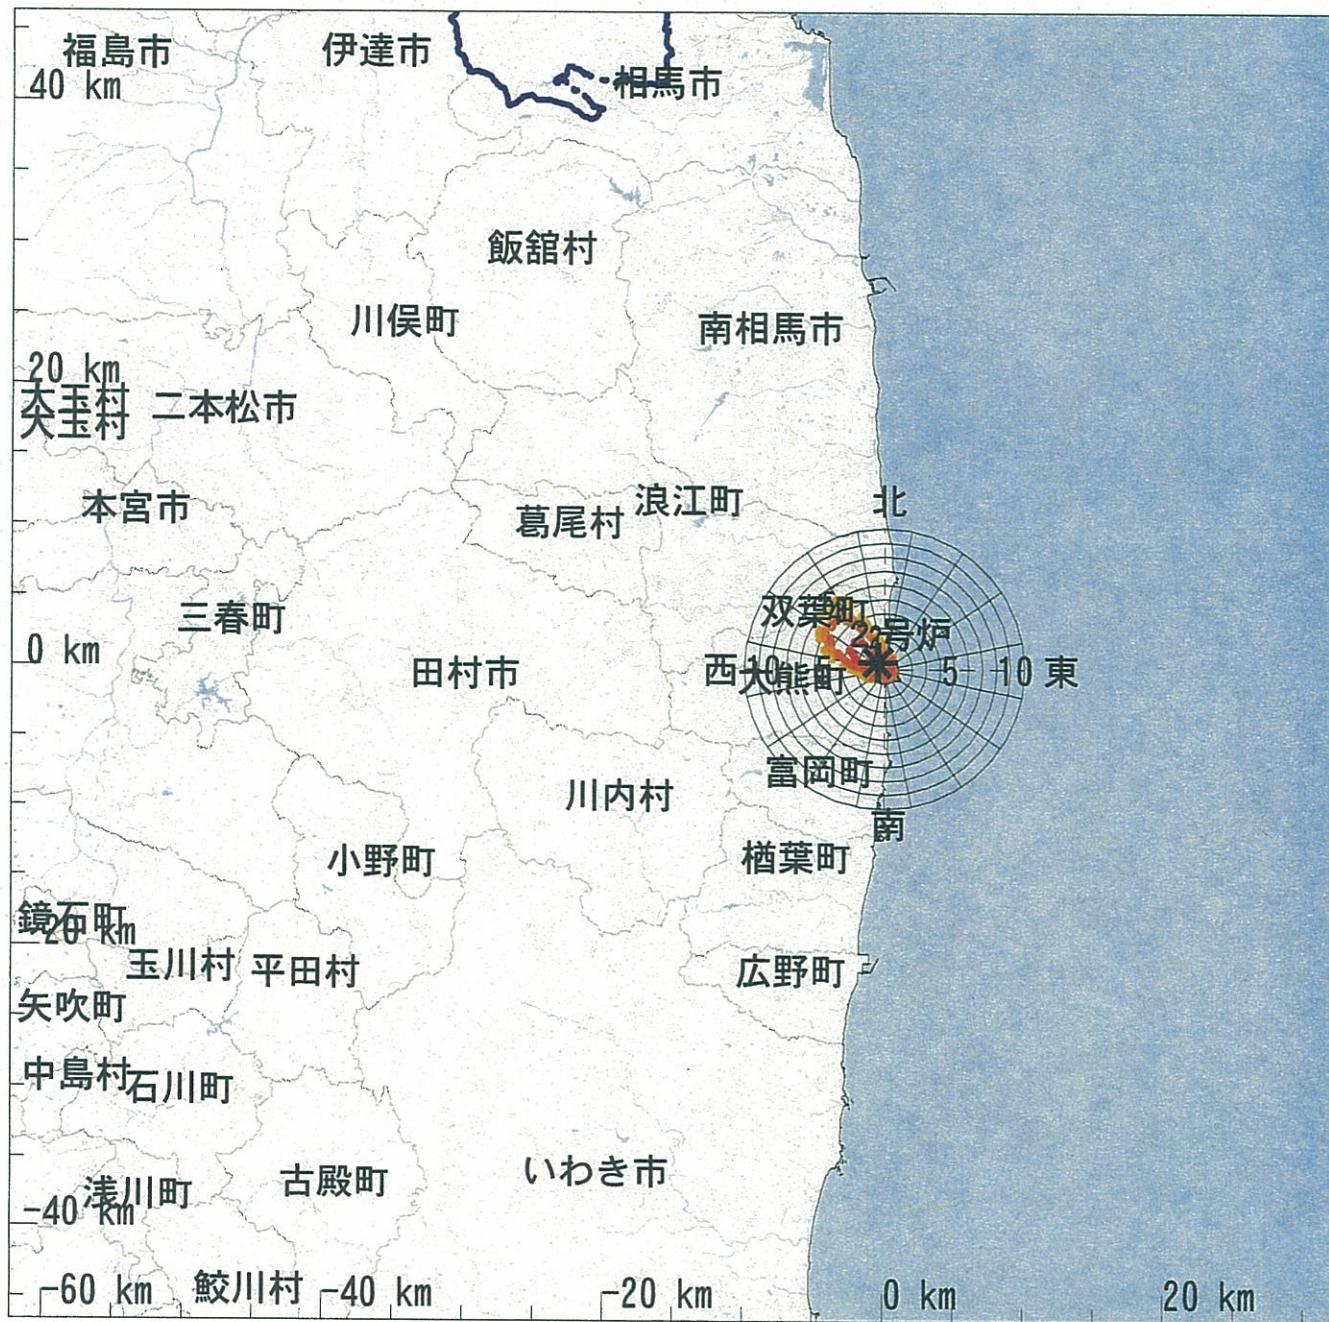 福島市
伊達市
40 km
相馬市
飯舘村
川俣町
南相馬市
20 km
大玉村
大玉村
二本松市
本宮市
葛尾村
浪江町
北
三春町
双葉町
2号炉
0 km
田村市
西
10
5
大熊町
5
10
東
富岡町
川内村
南
小野町
楢葉町
鏡石町
-20 km
玉川村
平田村
広野町
矢吹町
中島村
石川町
いわき市
古殿町
浅川町
-40 km
-60 km
鮫川村
-40 km
-20 km
0 km
20 km